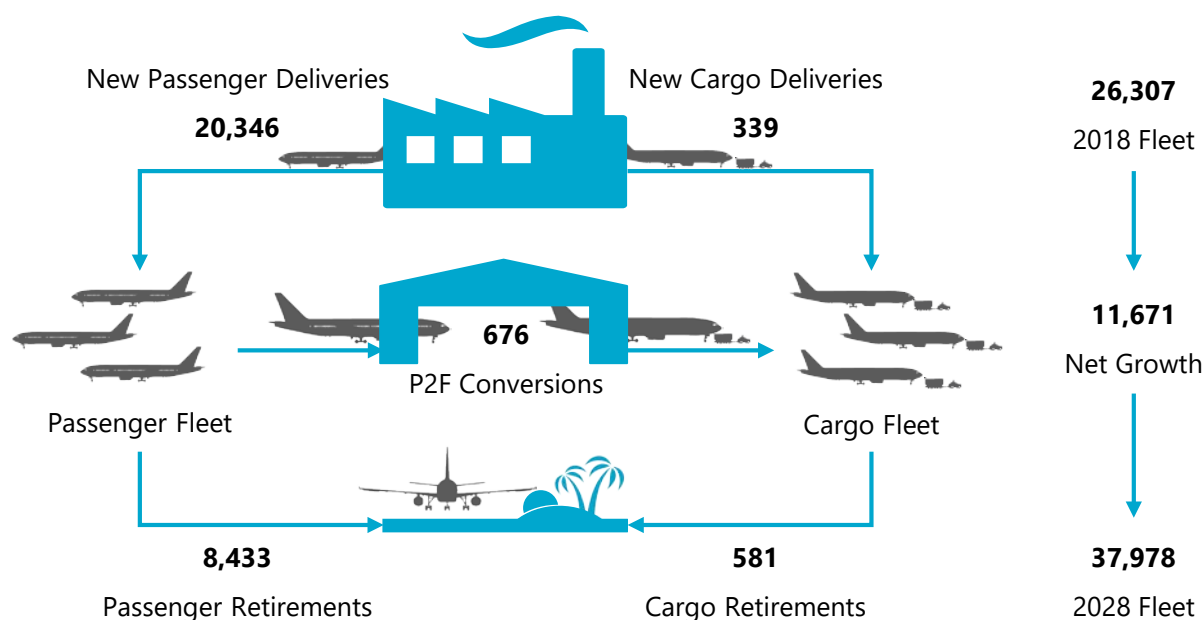 New Passenger Deliveries
20,346
New Cargo Deliveries
339
26,307
2018 Fleet
676
P2F Conversions
Passenger Fleet
Cargo Fleet
11,671
Net Growth
8,433
Passenger Retirements
581
Cargo Retirements
37,978
2028 Fleet